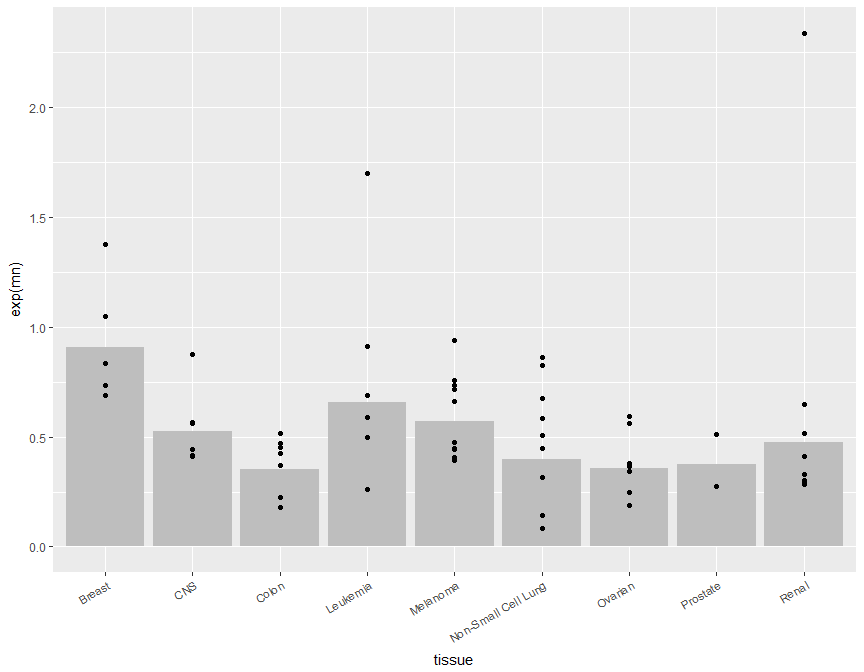 exp(mn)
2.0
1.5
1.0
0.5
0.0
Breast
CNS
Colon
Leukemia
Melanoma
Non-Small Cell Lung
Ovarian
Prostate
Renal
tissue